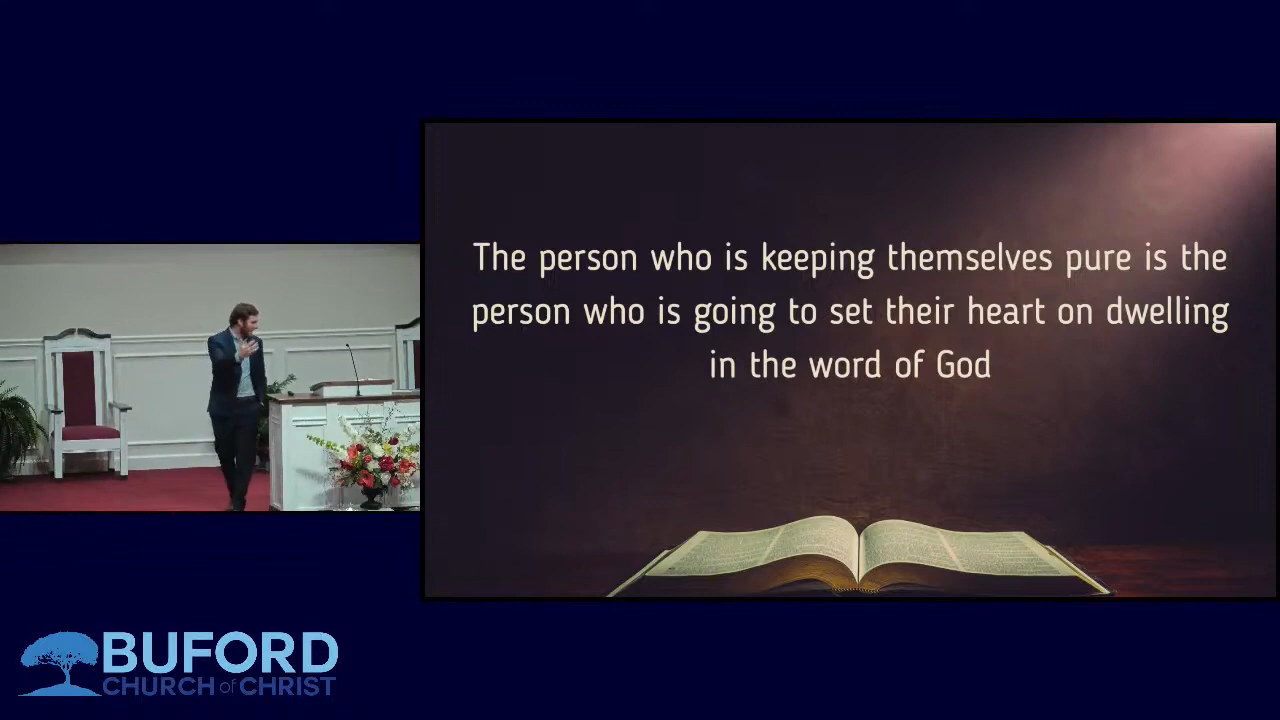 The person who is keeping themselves pure is the
person who is going to set their heart on dwelling
in the word of God
BUFORD
CHURCH of CHRIST